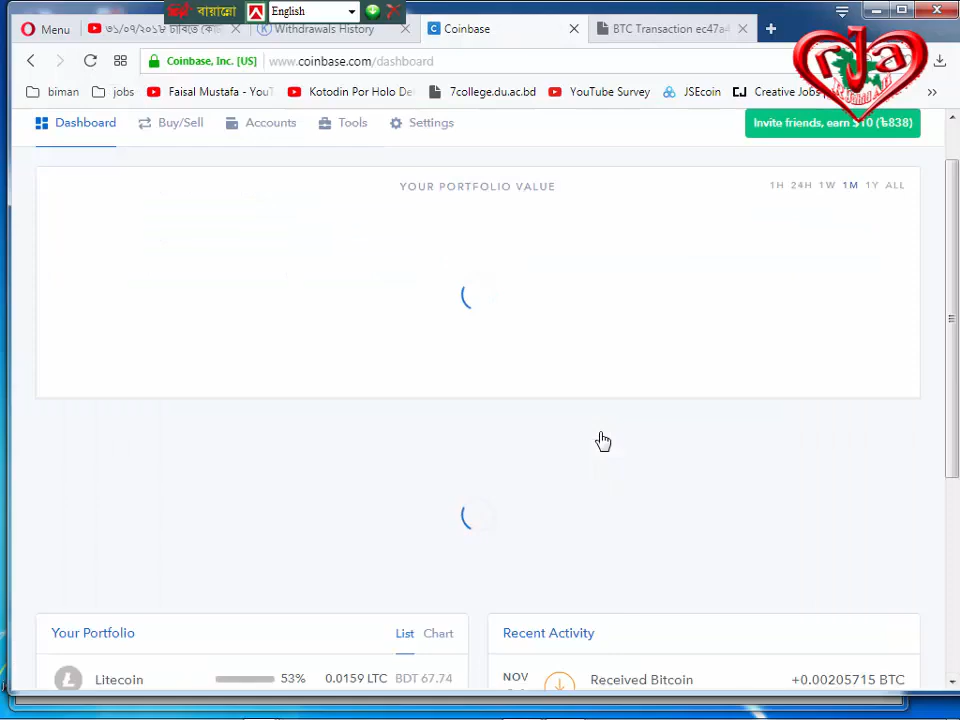 বায়ান্নো English
Menu ৩১/০৭/২০১৮ Withdrawals History Coinbase BTC Transaction ec47a4
Coinbase, Inc. [US] www.coinbase.com/dashboard
rja
biman jobs Faisal Mustafa - YouT Kotodin Por Holo De 7college.du.ac.bd YouTube Survey JSEcoin Creative Jobs »
Dashboard Buy/Sell Accounts Tools Settings Invite friends, earn $10 (৳838)
YOUR PORTFOLIO VALUE 1H 24H 1W 1M 1Y ALL
Your Portfolio List Chart Recent Activity
Litecoin 53% 0.0159 LTC BDT 67.74 NOV Received Bitcoin +0.00205715 BTC